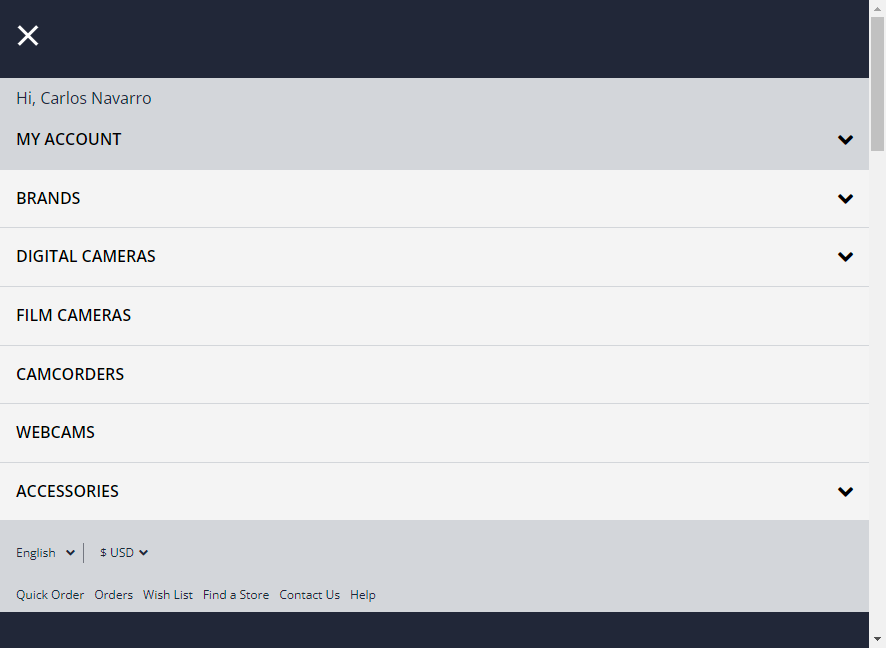 Hi, Carlos Navarro
MY ACCOUNT
BRANDS
DIGITAL CAMERAS
FILM CAMERAS
CAMCORDERS
WEBCAMS
ACCESSORIES
English $ USD
Quick Order Orders Wish List Find a Store Contact Us Help